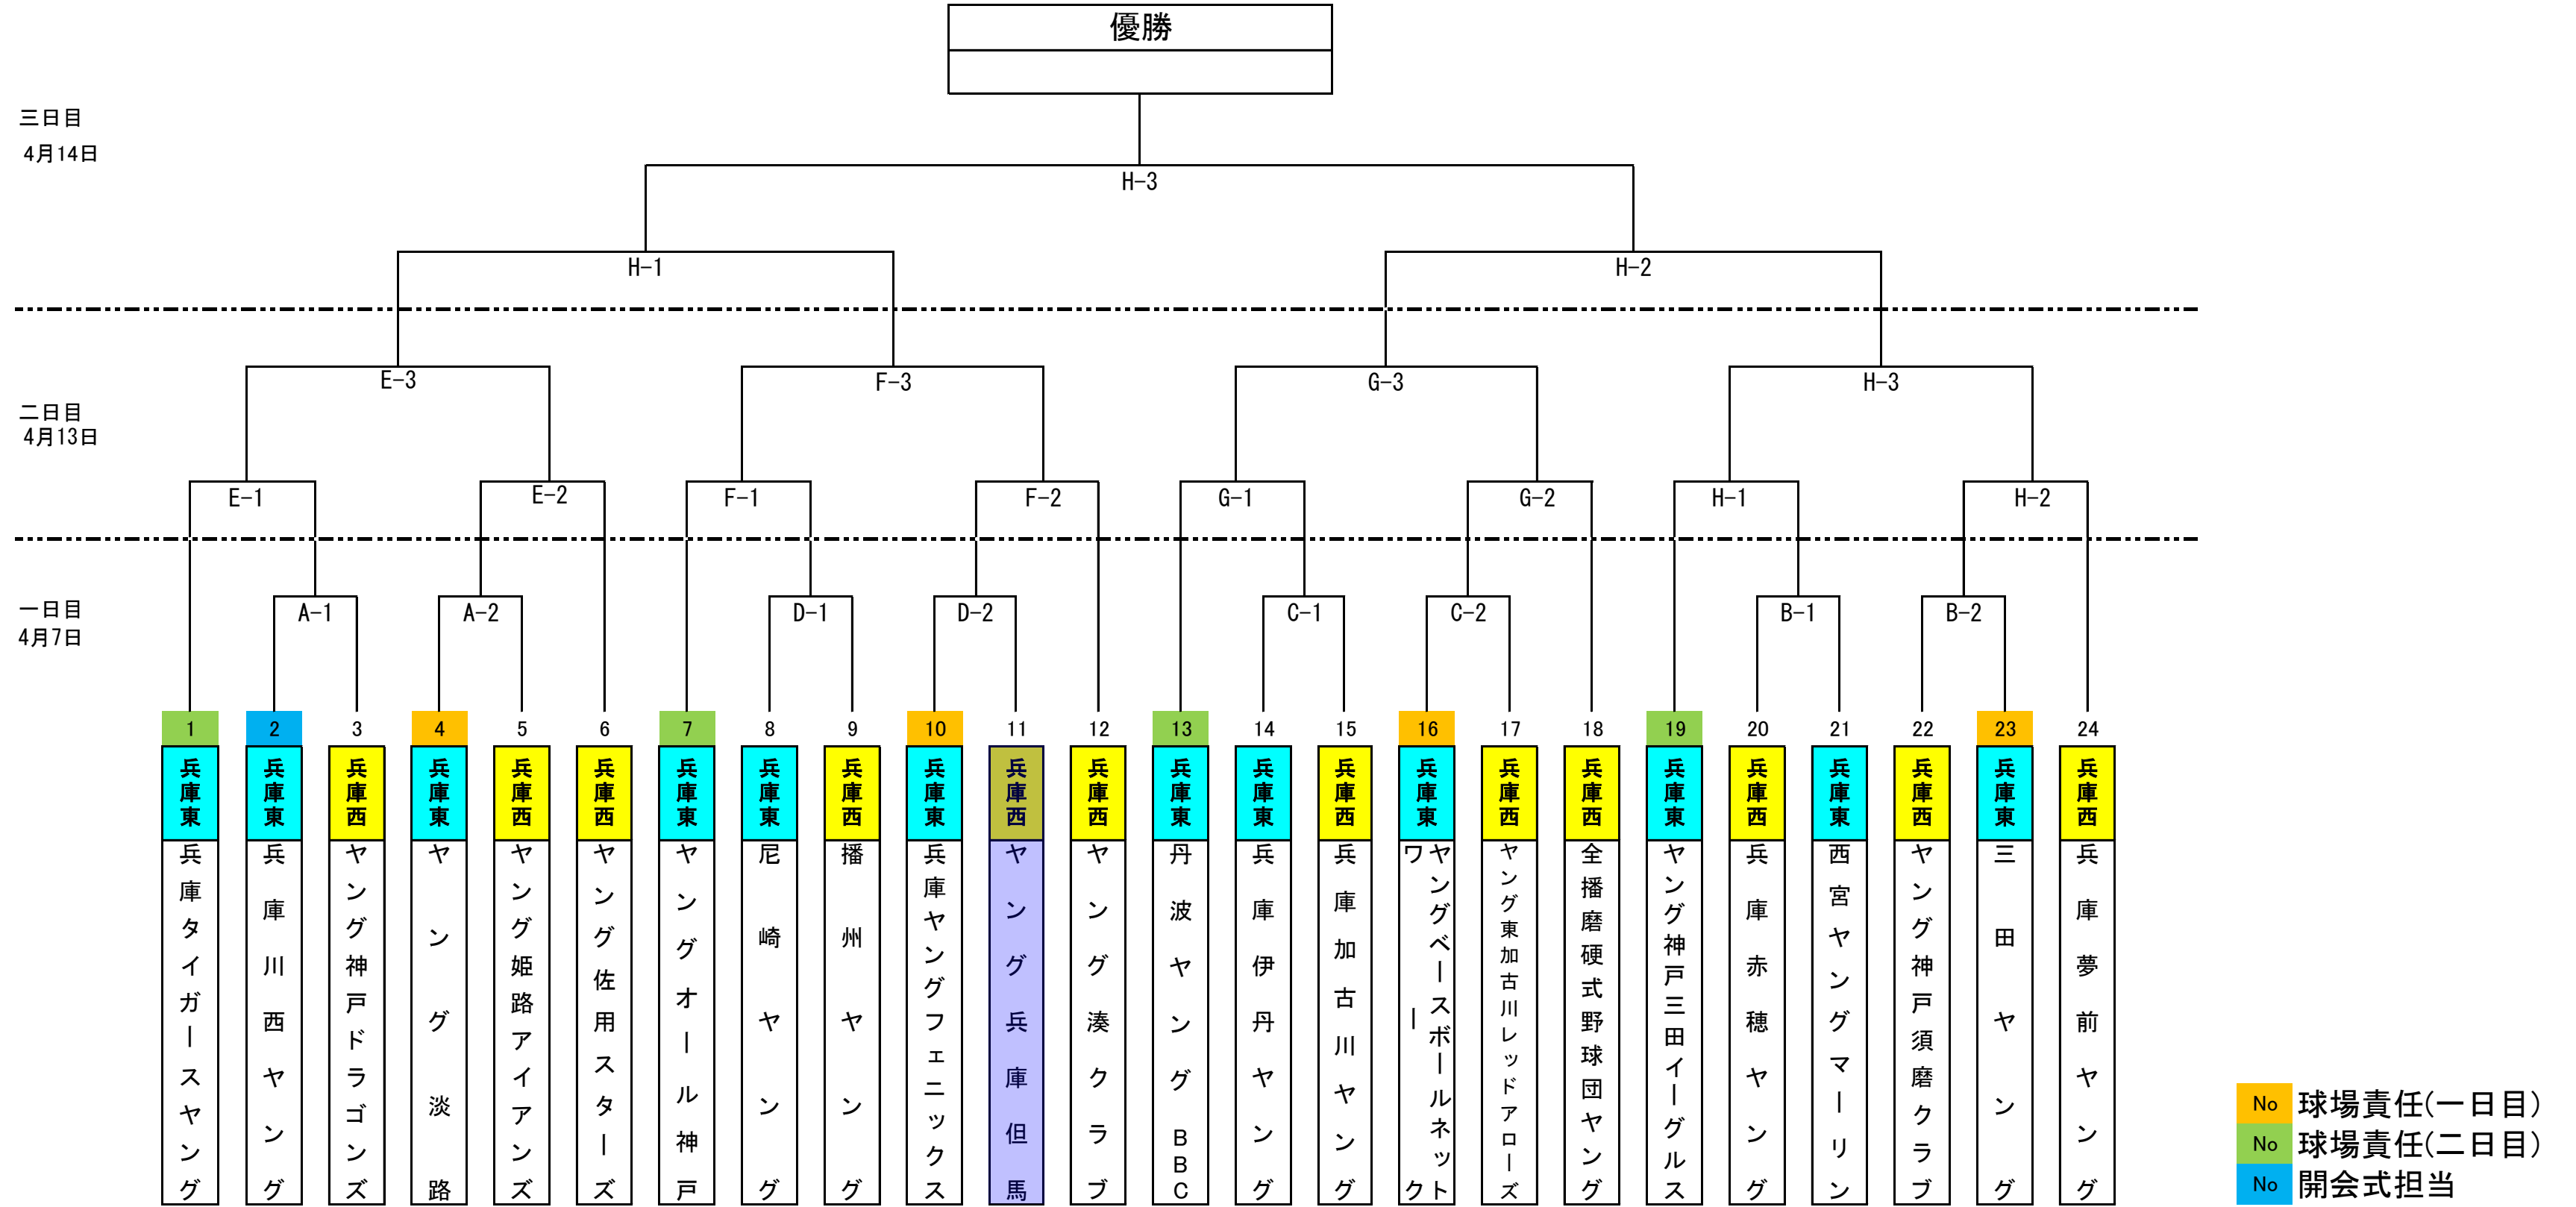 優勝
三日目
4月14日
H-3
H-1
H-2
E-3
F-3
G-3
H-3
二日目
4月13日
E-1
E-2
F-1
F-2
G-1
G-2
H-1
H-2
一日目
4月7日
A-1
A-2
D-1
D-2
C-1
C-2
B-1
B-2
1
2
3
4
5
6
7
8
9
10
11
12
13
14
15
16
17
18
19
20
21
22
23
24
兵庫東
兵庫東
兵庫西
兵庫東
兵庫西
兵庫西
兵庫東
兵庫東
兵庫西
兵庫東
兵庫西
兵庫西
兵庫東
兵庫東
兵庫西
兵庫東
兵庫西
兵庫西
兵庫東
兵庫西
兵庫東
兵庫西
兵庫東
兵庫西
兵庫タイガースヤング
兵庫川西ヤング
ヤング神戸ドラゴンズ
ヤング淡路
ヤング姫路アイアンズ
ヤング佐用スターズ
ヤングオール神戸
尼崎ヤング
播州ヤング
兵庫ヤングフェニックス
ヤング兵庫但馬
ヤング湊クラブ
丹波ヤングBBC
兵庫伊丹ヤング
兵庫加古川ヤング
ヤングベースボールネット
ワーク
ヤング東加古川レッドアローズ
全播磨硬式野球団ヤング
ヤング神戸三田イーグルス
兵庫赤穂ヤング
西宮ヤングマーリン
ヤング神戸須磨クラブ
三田ヤング
兵庫夢前ヤング
No 球場責任(一日目)
No 球場責任(二日目)
No 開会式担当